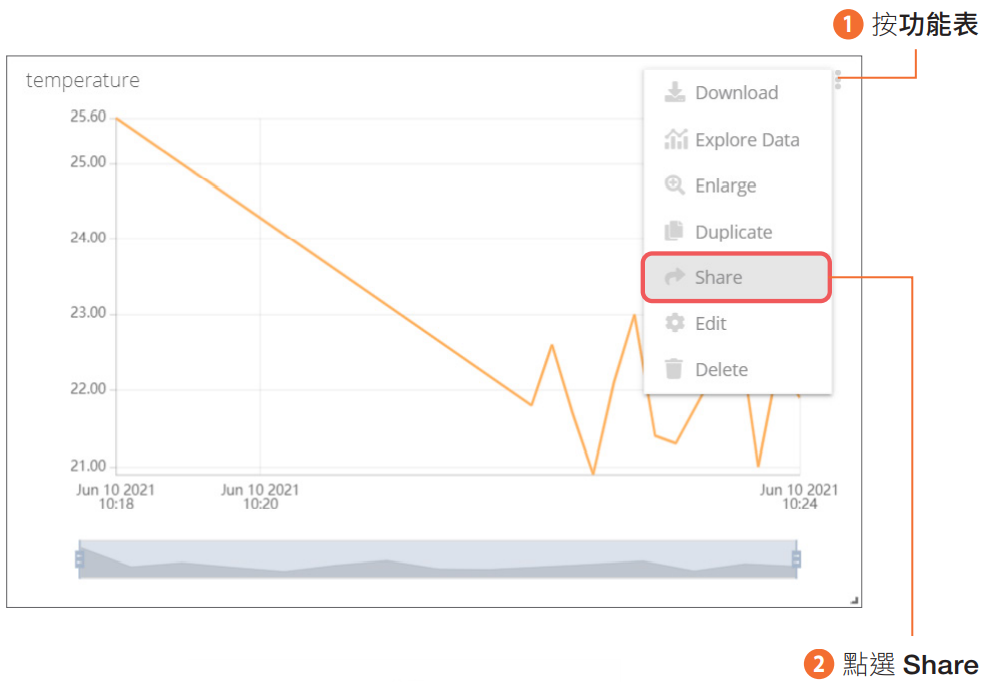 1 按功能表
temperature
Download
Explore Data
Enlarge
Duplicate
Share
Edit
Delete
25.60
25.00
24.00
23.00
22.00
21.00
Jun 10 2021
10:18
Jun 10 2021
10:20
Jun 10 2021
10:24
2 點選 Share